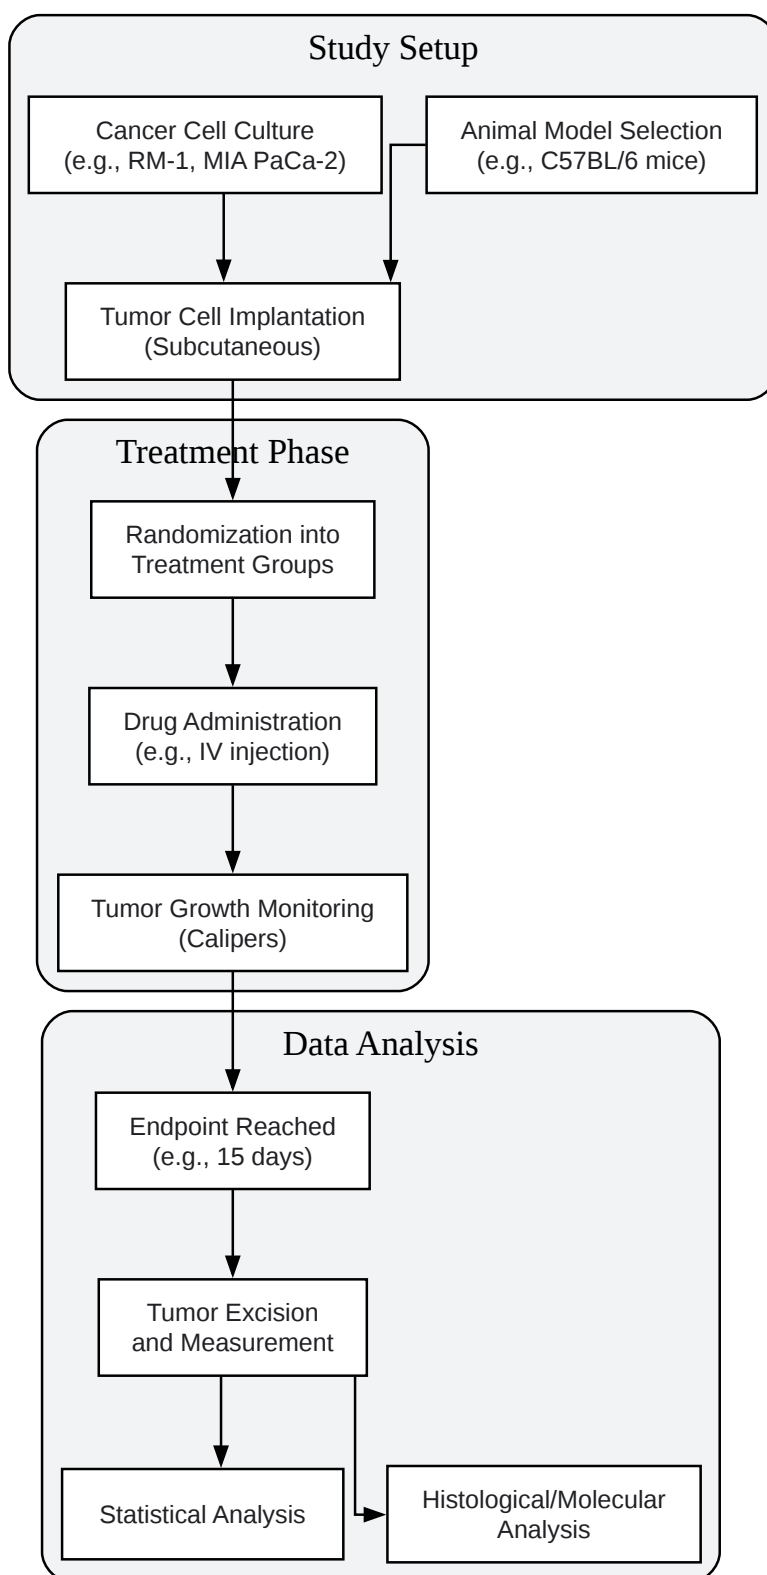 Study Setup
Cancer Cell Culture
(e.g., RM-1, MIA PaCa-2)
Animal Model Selection
(e.g., C57BL/6 mice)
Tumor Cell Implantation
(Subcutaneous)
Treatment Phase
Randomization into
Treatment Groups
Drug Administration
(e.g., IV injection)
Tumor Growth Monitoring
(Calipers)
Data Analysis
Endpoint Reached
(e.g., 15 days)
Tumor Excision
and Measurement
Statistical Analysis
Histological/Molecular
Analysis